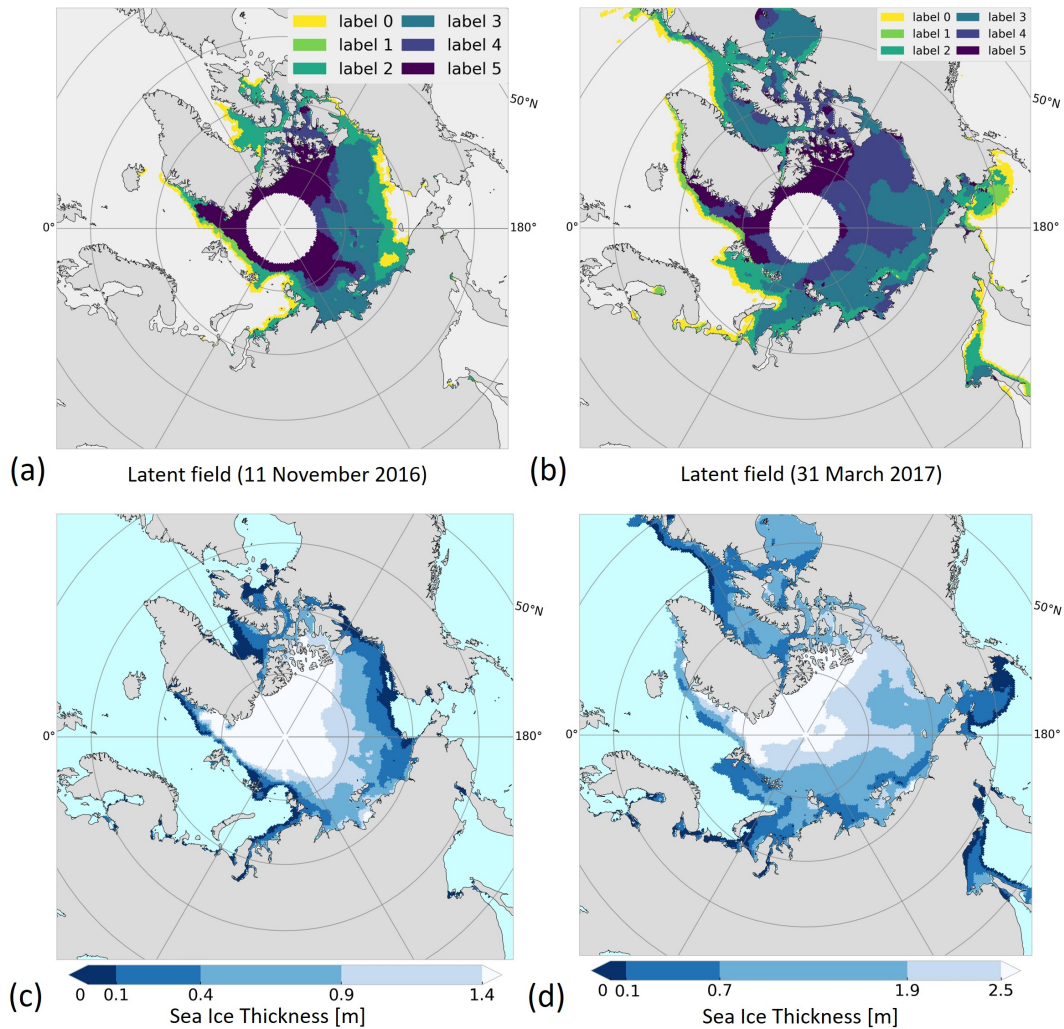 label 0 label 3
label 1 label 4
label 2 label 5
50°N
0°
180°
(a)
Latent field (11 November 2016)
label 0 label 3
label 1 label 4
label 2 label 5
50°N
0°
180°
(b)
Latent field (31 March 2017)
50°N
0°
180°
(c)
0 0.1 0.4 0.9 1.4
Sea Ice Thickness [m]
50°N
0°
180°
(d)
0 0.1 0.7 1.9 2.5
Sea Ice Thickness [m]